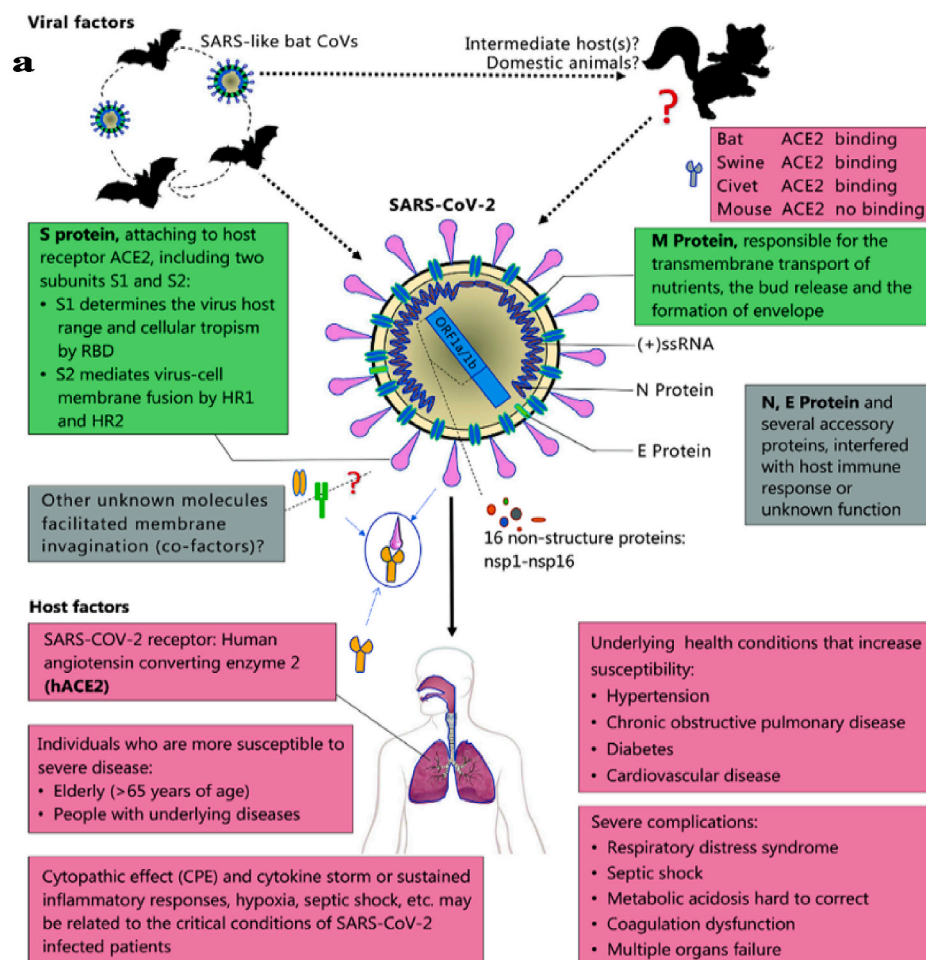 Viral factors
a
SARS-like bat CoVs
Intermediate host(s)?
Domestic animals?
?
Bat ACE2 binding
Swine ACE2 binding
Civet ACE2 binding
Mouse ACE2 no binding
SARS-CoV-2
S protein, attaching to host
receptor ACE2, including two
subunits S1 and S2:
• S1 determines the virus host
range and cellular tropism
by RBD
• S2 mediates virus-cell
membrane fusion by HR1
and HR2
M Protein, responsible for the
transmembrane transport of
nutrients, the bud release and the
formation of envelope
ORF1a/1b
(+)ssRNA
N Protein
E Protein
N, E Protein and
several accessory
proteins, interfered
with host immune
response or
unknown function
Other unknown molecules
facilitated membrane
invagination (co-factors)?
?
16 non-structure proteins:
nsp1-nsp16
Host factors
SARS-COV-2 receptor: Human
angiotensin converting enzyme 2
(hACE2)
Individuals who are more susceptible to
severe disease:
• Elderly (>65 years of age)
• People with underlying diseases
Cytopathic effect (CPE) and cytokine storm or sustained
inflammatory responses, hypoxia, septic shock, etc. may
be related to the critical conditions of SARS-CoV-2
infected patients
Underlying health conditions that increase
susceptibility:
• Hypertension
• Chronic obstructive pulmonary disease
• Diabetes
• Cardiovascular disease
Severe complications:
• Respiratory distress syndrome
• Septic shock
• Metabolic acidosis hard to correct
• Coagulation dysfunction
• Multiple organs failure